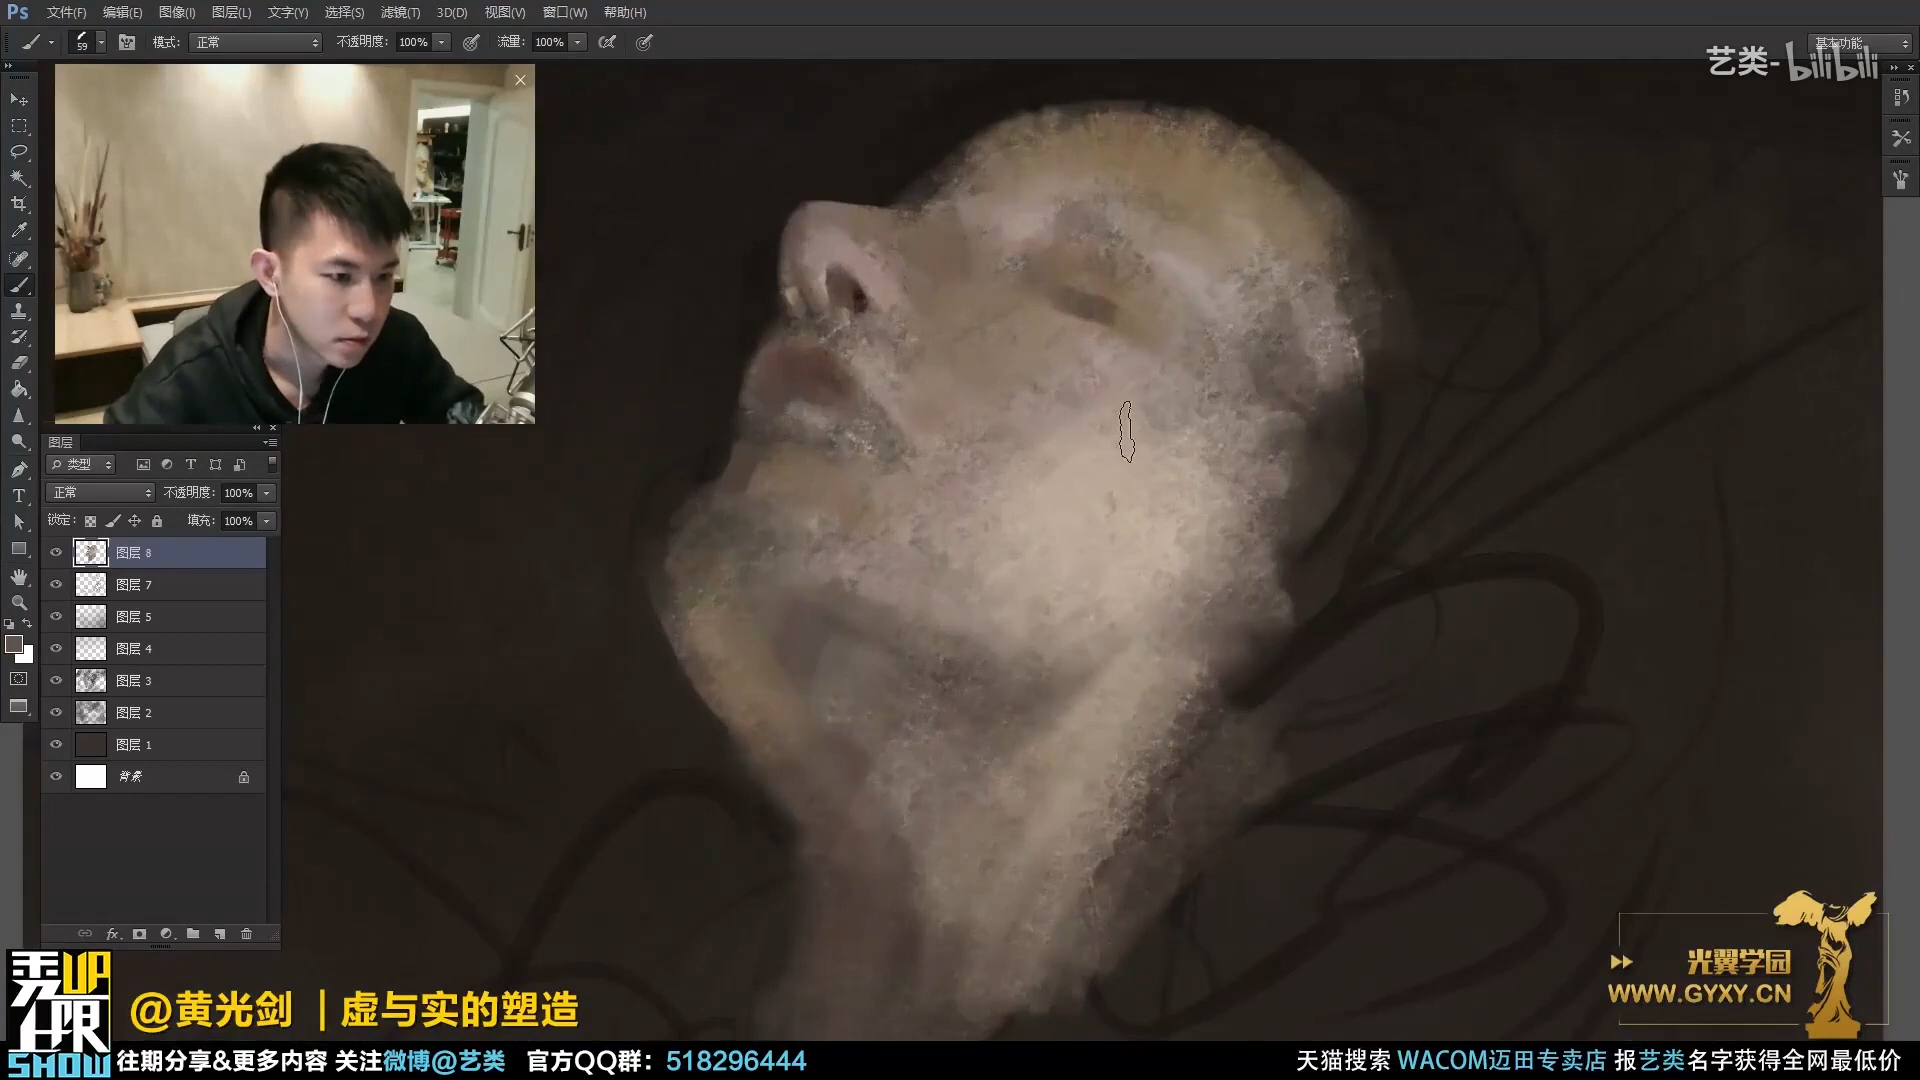 Ps 文件(F) 编辑(E) 图像(I) 图层(L) 文字(Y) 选择(S) 滤镜(T) 3D(D) 视图(V) 窗口(W) 帮助(H)
59 模式: 正常 不透明度: 100% 流量: 100% 基本功能
艺类-bilibili
图层
类型
正常 不透明度: 100%
锁定: 填充: 100%
图层 8
图层 7
图层 5
图层 4
图层 3
图层 2
图层 1
背景
fx
UP
SHOW
@黄光剑 | 虚与实的塑造
光翼学园
WWW.GYXY.CN
往期分享&更多内容 关注微博@艺类 官方QQ群: 518296444
天猫搜索 WACOM迈田专卖店 报艺类名字获得全网最低价